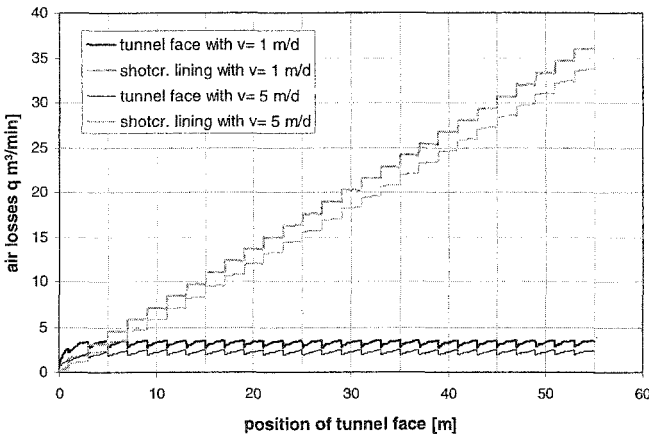 40
35
30
25
20
15
10
5
0
air losses q m³/min
tunnel face with v= 1 m/d
shotcr. lining with v= 1 m/d
tunnel face with v= 5 m/d
shotcr. lining with v= 5 m/d
0 10 20 30 40 50 60
position of tunnel face [m]